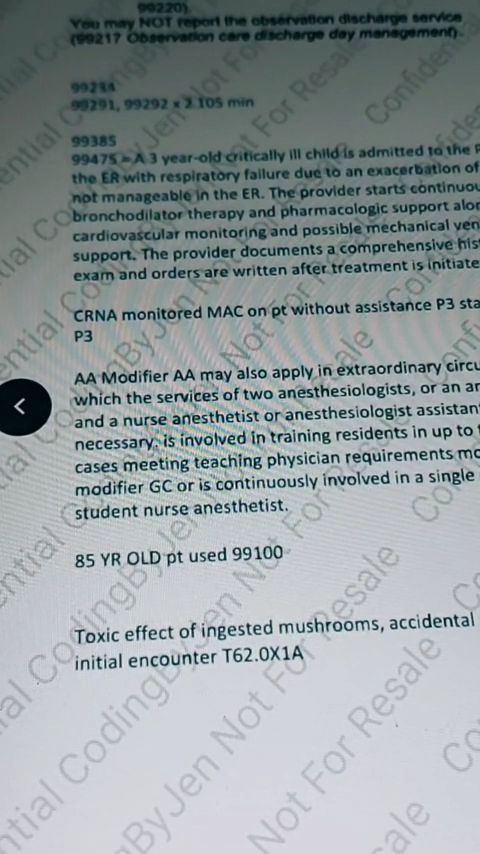 99220).
You may NOT report the observation discharge service
(99217 Observation care discharge day management).
99234
99291, 99292 x 2 105 min
99385
99475 = A 3 year-old critically ill child is admitted to the P
the ER with respiratory failure due to an exacerbation of
not manageable in the ER. The provider starts continuou
bronchodilator therapy and pharmacologic support alon
cardiovascular monitoring and possible mechanical ven
support. The provider documents a comprehensive his
exam and orders are written after treatment is initiate
CRNA monitored MAC on pt without assistance P3 sta
P3
AA Modifier AA may also apply in extraordinary circu
which the services of two anesthesiologists, or an an
and a nurse anesthetist or anesthesiologist assistan
necessary, is involved in training residents in up to
cases meeting teaching physician requirements mo
modifier GC or is continuously involved in a single
student nurse anesthetist.
85 YR OLD pt used 99100
Toxic effect of ingested mushrooms, accidental
initial encounter T62.0X1A
Confidential CodingByJen Not For Resale